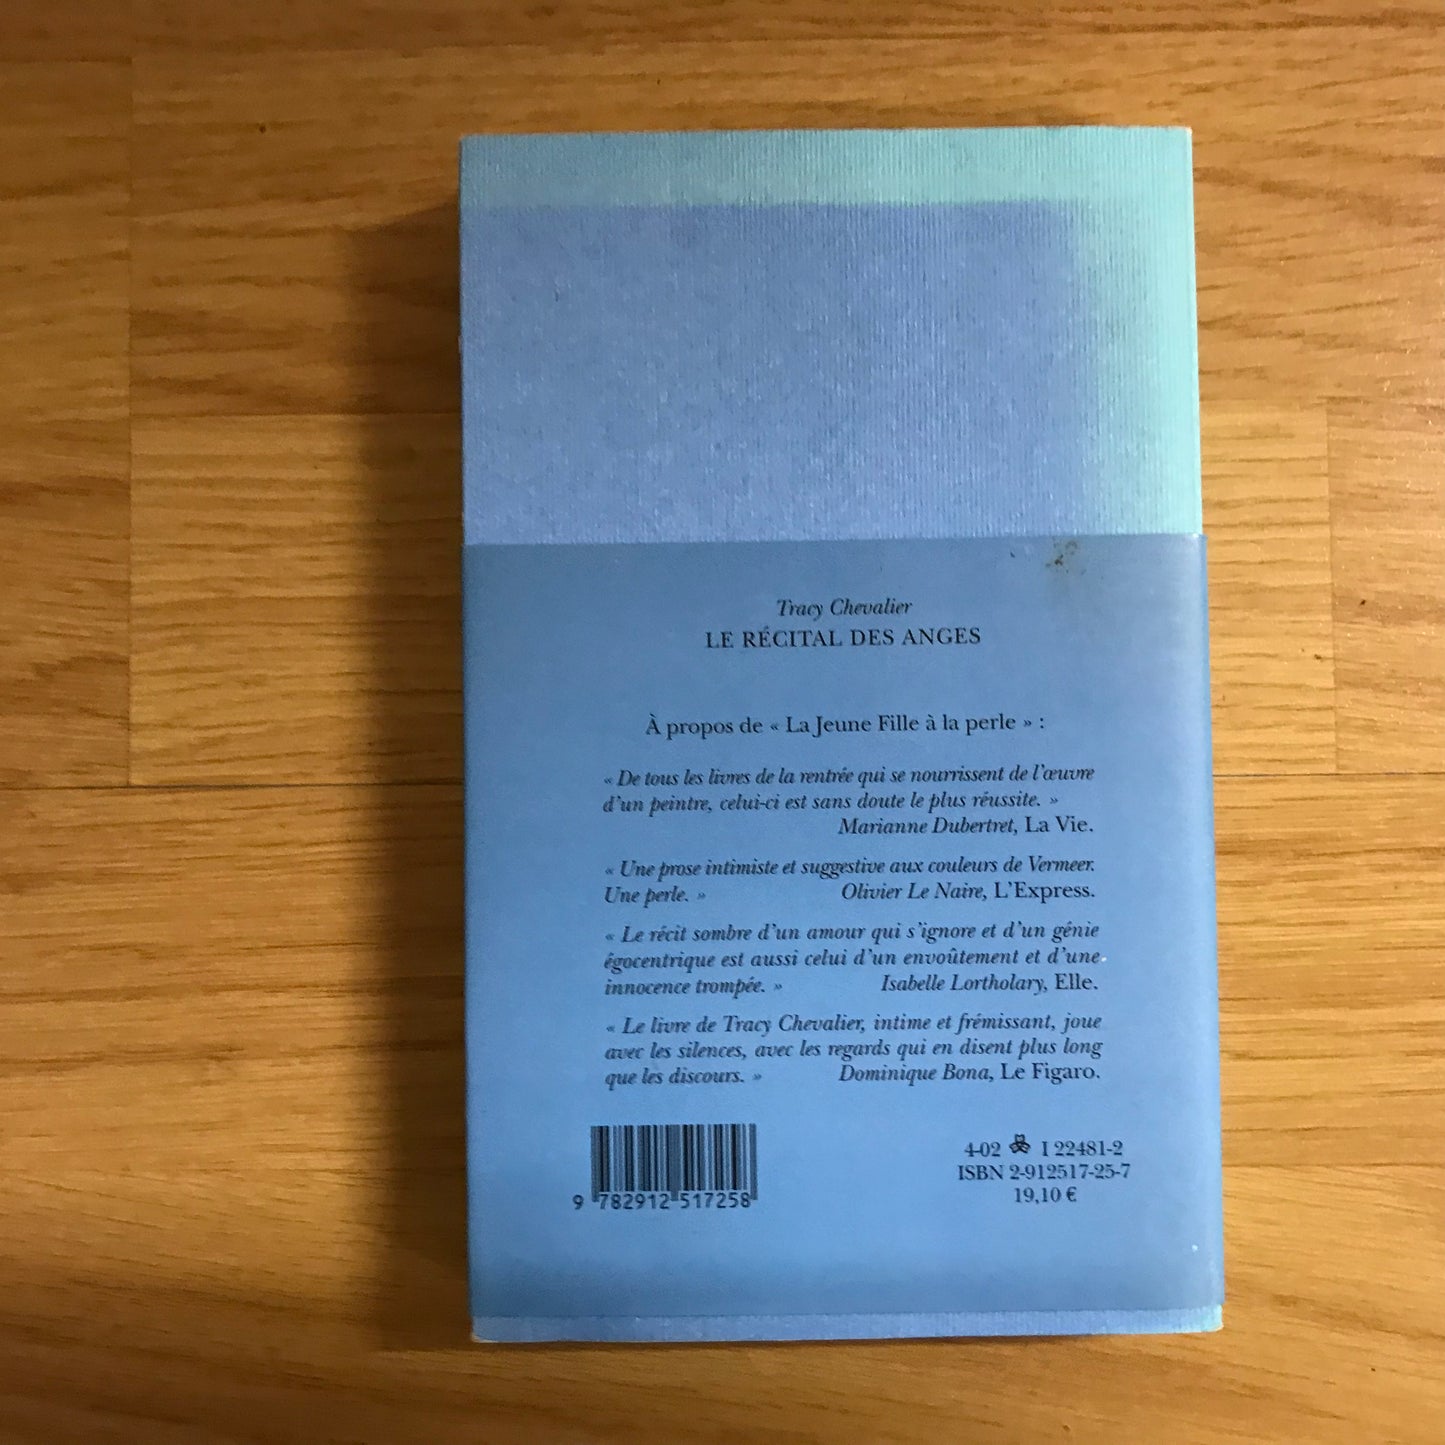 Tracy Chevalier
LE RÉCITAL DES ANGES
À propos de « La Jeune Fille à la perle » :
« De tous les livres de la rentrée qui se nourrissent de l'œuvre
d'un peintre, celui-ci est sans doute le plus réussite. »
Marianne Dubertret, La Vie.
« Une prose intimiste et suggestive aux couleurs de Vermeer.
Une perle. » Olivier Le Naire, L'Express.
« Le récit sombre d'un amour qui s'ignore et d'un génie
égocentrique est aussi celui d'un envoûtement et d'une
innocence trompée. » Isabelle Lortholary, Elle.
« Le livre de Tracy Chevalier, intime et frémissant, joue
avec les silences, avec les regards qui en disent plus long
que les discours. » Dominique Bona, Le Figaro.
4-02 I 22481-2
ISBN 2-912517-25-7
19,10 €
9 782912 517258